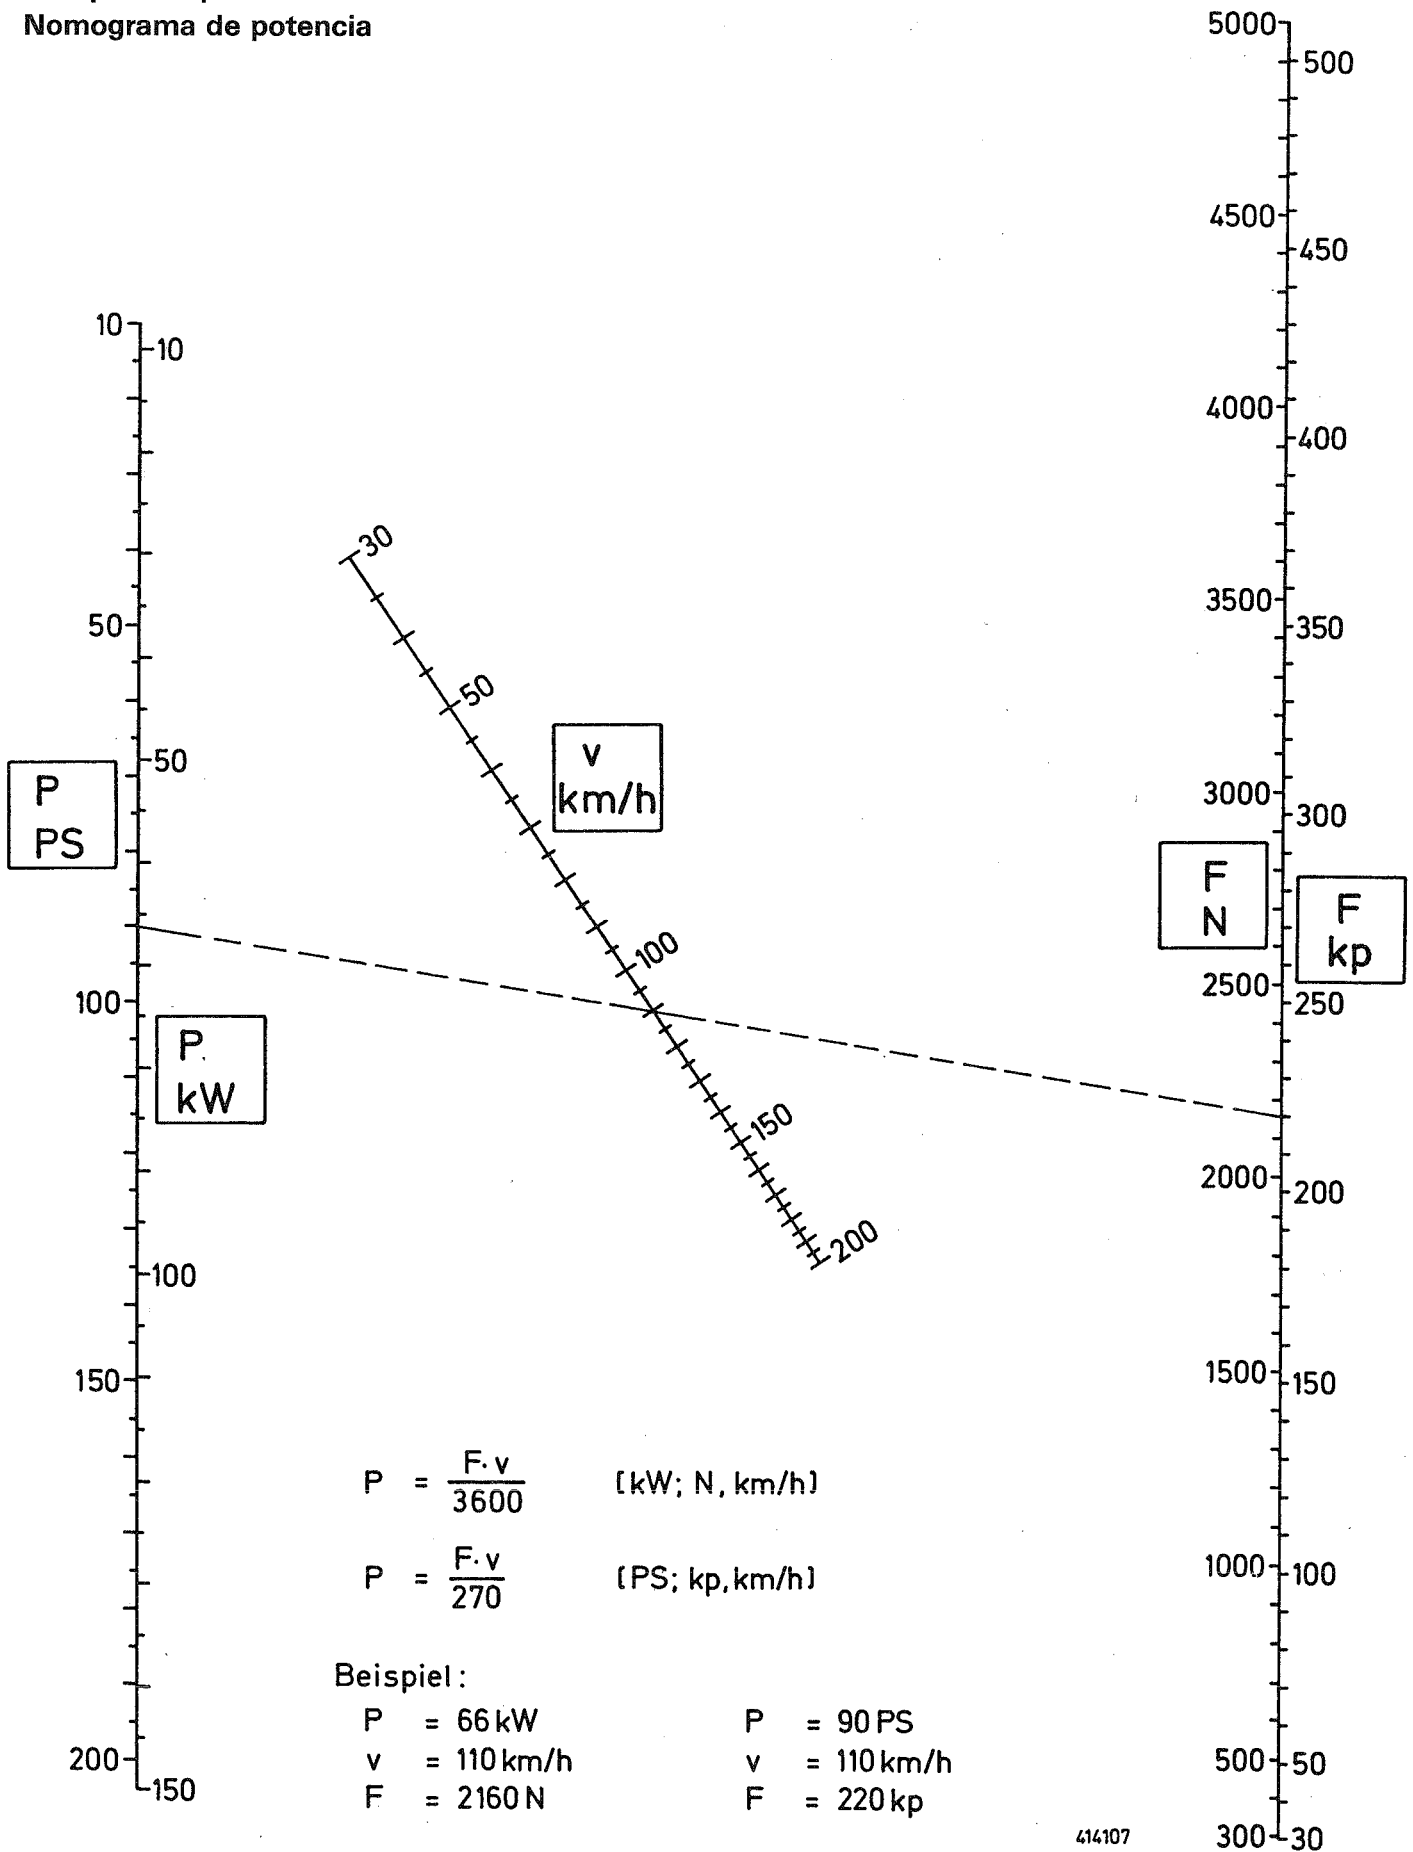 Nomograma de potencia
5000
500
4500
450
10
10
4000
400
30
50
3500
350
50
50
v
km/h
P
PS
3000
300
F
N
F
kp
100
2500
250
100
P
kW
150
2000
200
200
100
150
1500
150
P = F·v / 3600 [kW; N, km/h]
1000
100
P = F·v / 270 [PS; kp, km/h]
Beispiel:
P = 66 kW P = 90 PS
v = 110 km/h v = 110 km/h
F = 2160 N F = 220 kp
200
150
500
50
414107
300
30